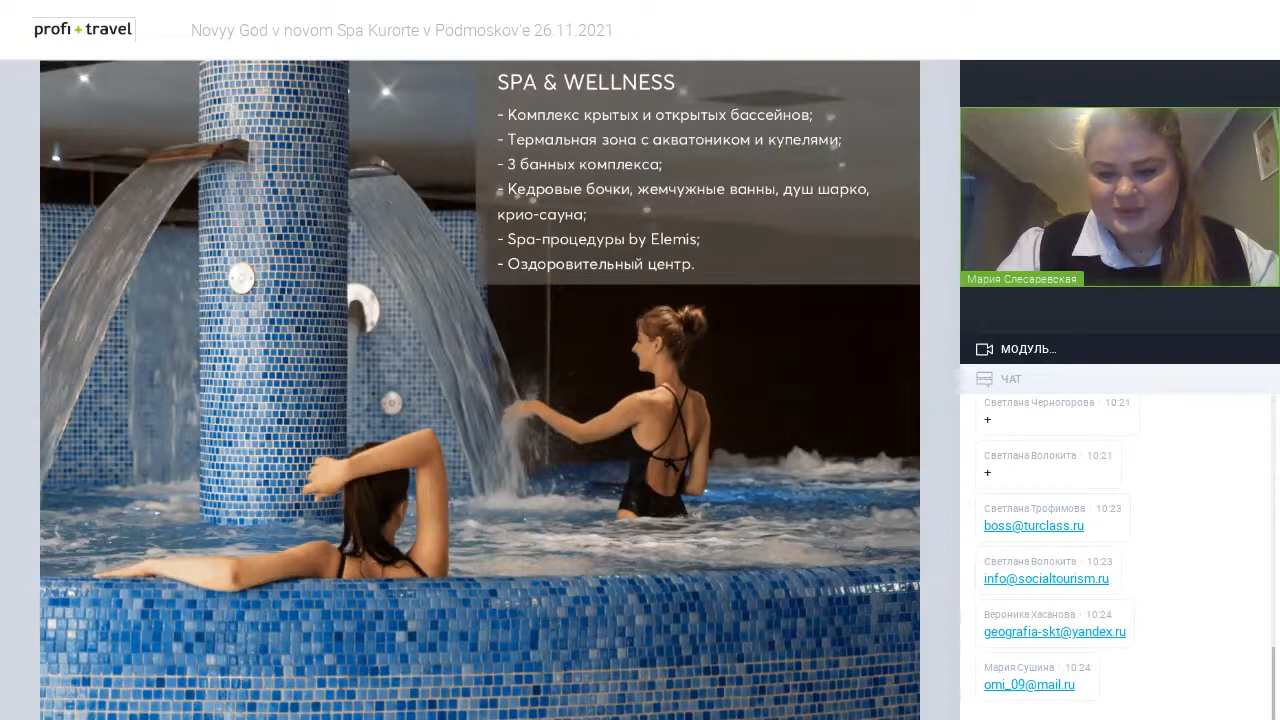 profi + travel
Novyy God v novom Spa Kurorte v Podmoskov'e 26.11.2021
SPA & WELLNESS
- Комплекс крытых и открытых бассейнов;
- Термальная зона с акватоником и купелями;
- 3 банных комплекса;
- Кедровые бочки, жемчужные ванны, душ шарко,
крио-сауна;
- Spa-процедуры by Elemis;
- Оздоровительный центр.
Мария Слесаревская
МОДУЛЬ...
ЧАТ
Светлана Черногорова · 10:21
+
Светлана Волокита · 10:21
+
Светлана Трофимова · 10:23
boss@turclass.ru
Светлана Волокита · 10:23
info@socialtourism.ru
Вероника Хасанова · 10:24
geografia-skt@yandex.ru
Мария Сушина · 10:24
omi_09@mail.ru